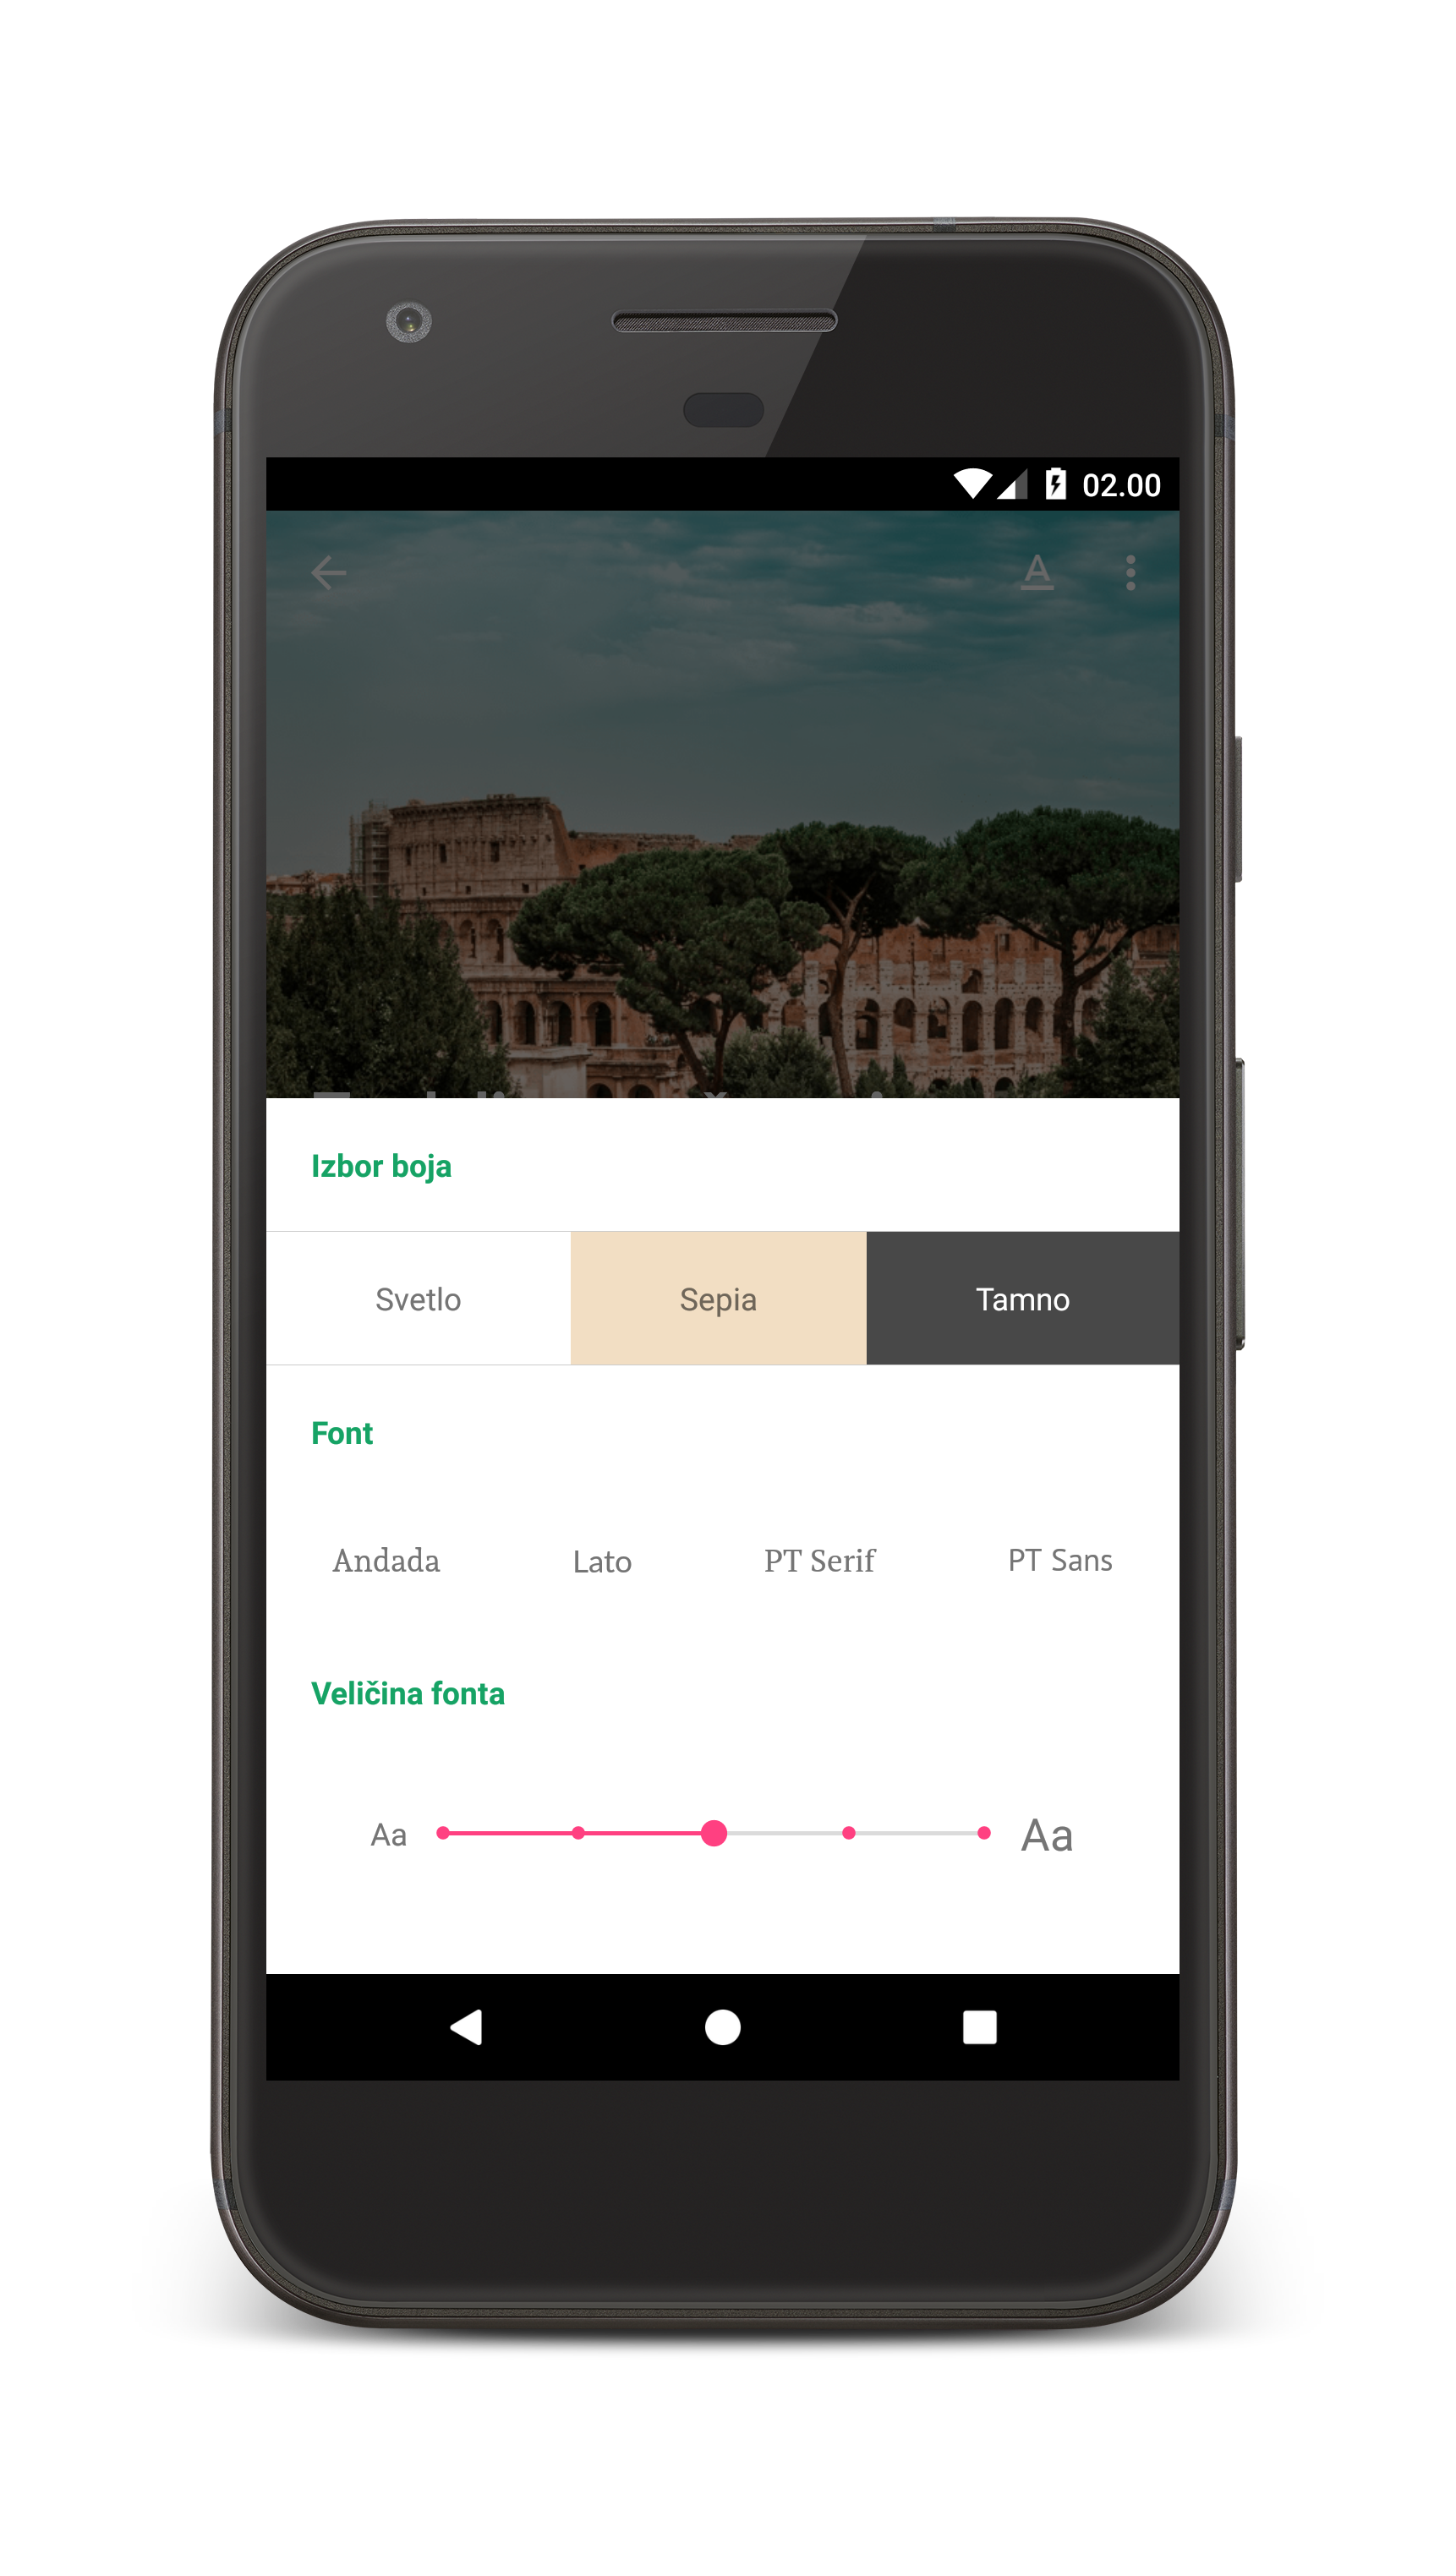 02.00
A
Izbor boja
Svetlo Sepia Tamno
Font
Andada Lato PT Serif PT Sans
Veličina fonta
Aa Aa